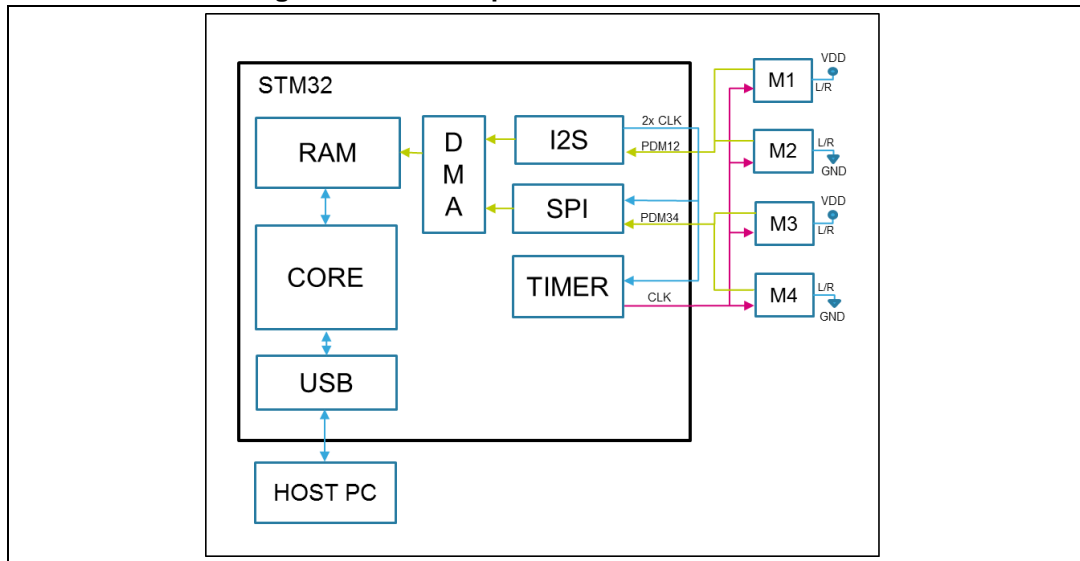 STM32
RAM
D
M
A
I2S
2x CLK
PDM12
SPI
PDM34
CORE
TIMER
CLK
USB
HOST PC
M1
VDD
L/R
M2
L/R
GND
M3
VDD
L/R
M4
L/R
GND